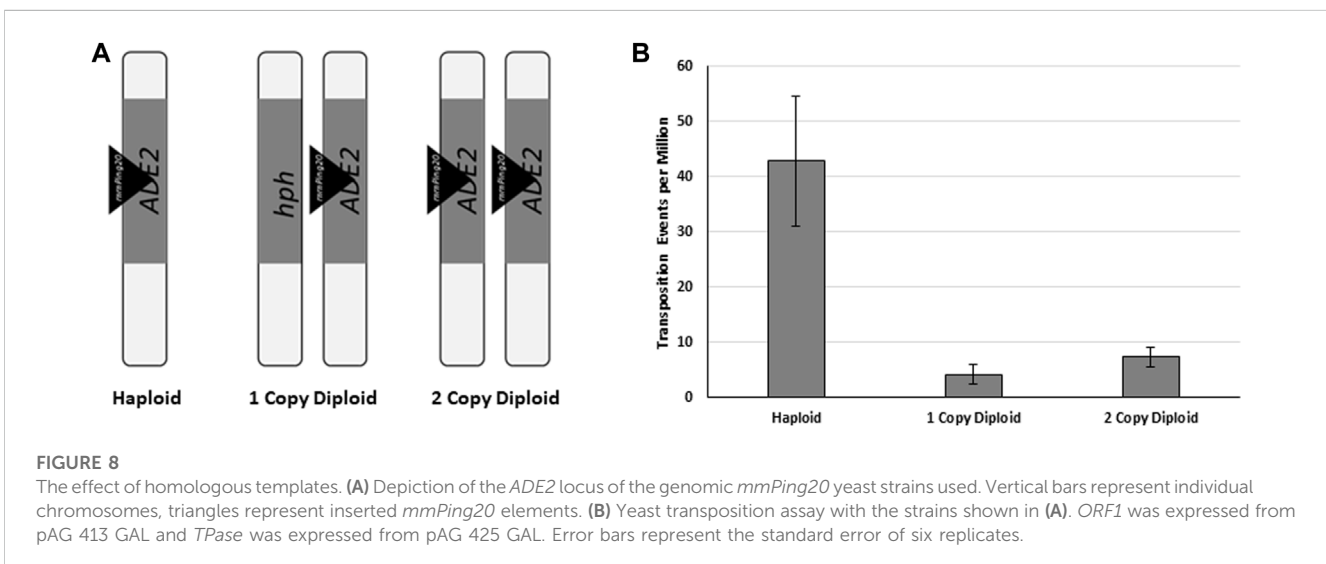 A
mmPing20
ADE2
hph
mmPing20
ADE2
mmPing20
ADE2
mmPing20
ADE2
Haploid
1 Copy Diploid
2 Copy Diploid
B
Transposition Events per Million
60
50
40
30
20
10
0
Haploid
1 Copy Diploid
2 Copy Diploid
FIGURE 8
The effect of homologous templates. (A) Depiction of the ADE2 locus of the genomic mmPing20 yeast strains used. Vertical bars represent individual
chromosomes, triangles represent inserted mmPing20 elements. (B) Yeast transposition assay with the strains shown in (A). ORF1 was expressed from
pAG 413 GAL and TPase was expressed from pAG 425 GAL. Error bars represent the standard error of six replicates.